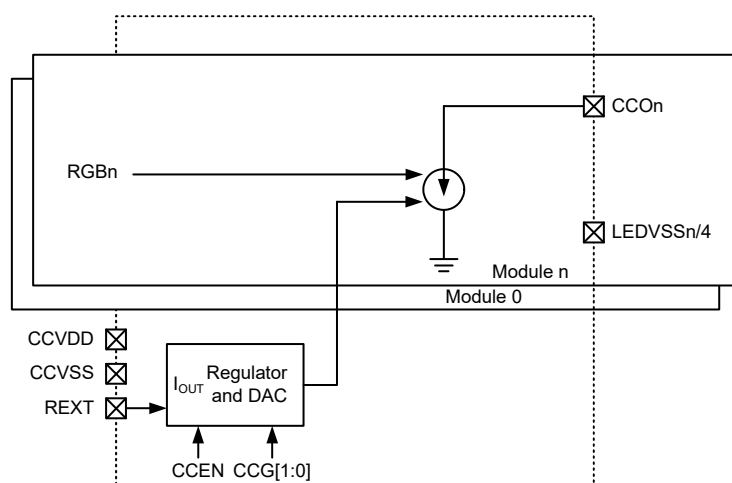 CCOn
RGBn
LEDVSSn/4
Module n
Module 0
CCVDD
CCVSS
REXT
IOUT Regulator
and DAC
CCEN CCG[1:0]